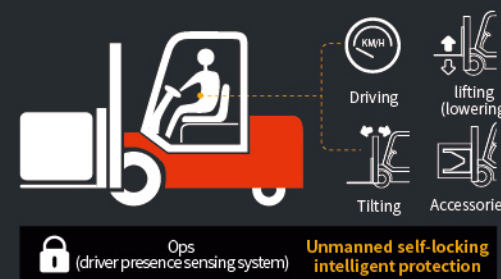 KM/H
Driving
lifting
(lowering
Tilting
Accessorie
Ops
(driver presence sensing system)
Unmanned self-locking
intelligent protection